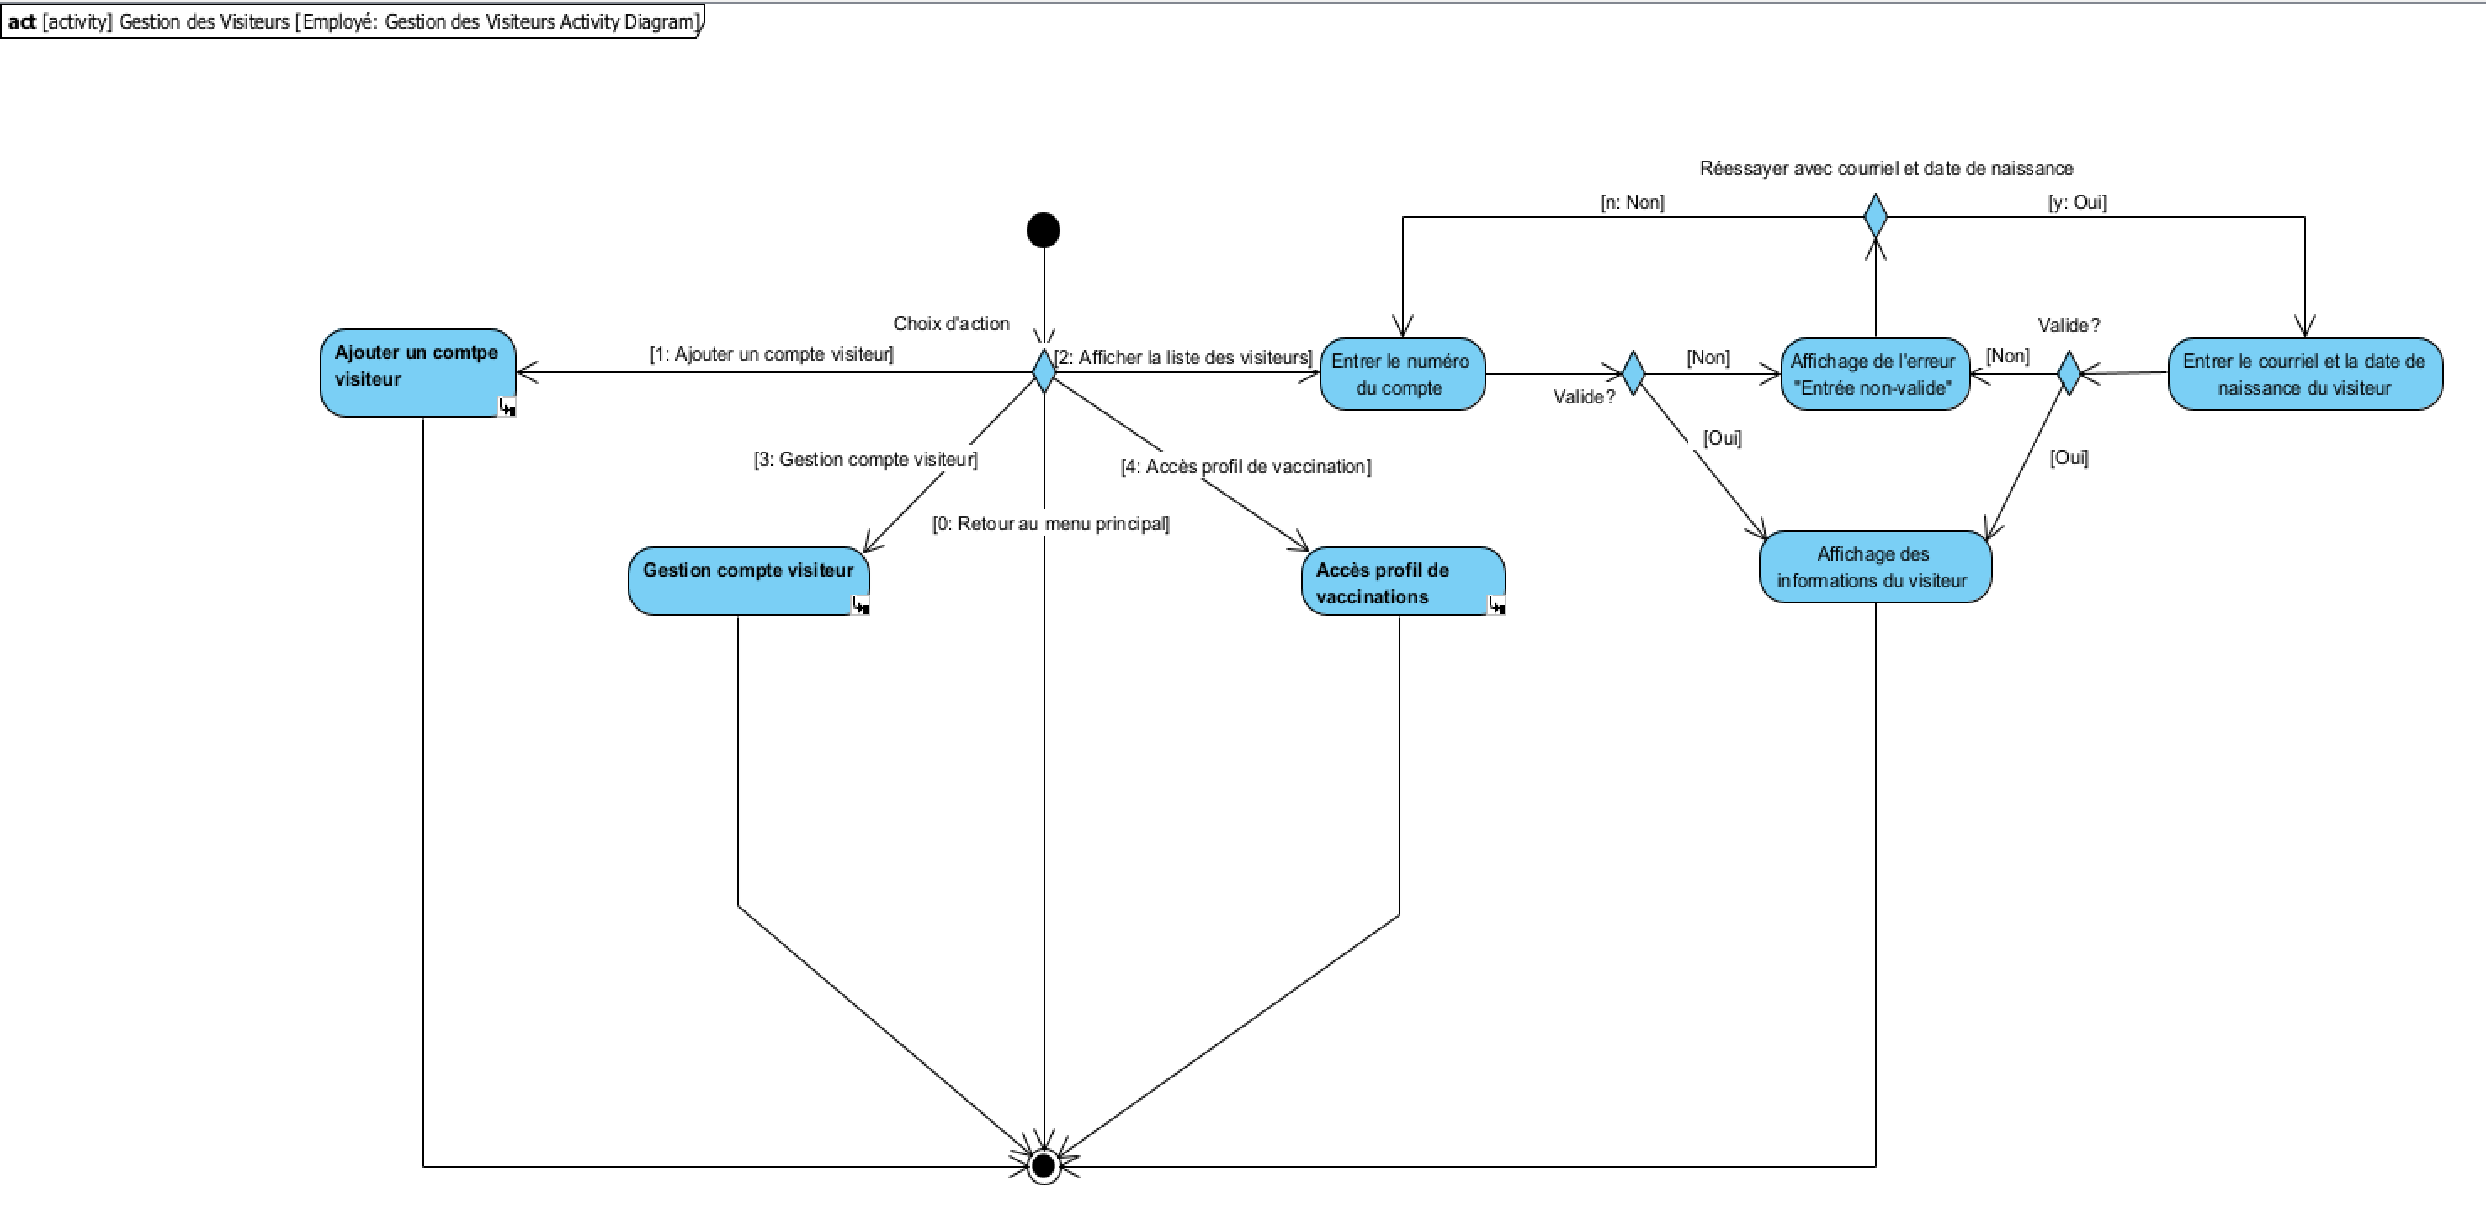 act [activity] Gestion des Visiteurs [Employé: Gestion des Visiteurs Activity Diagram]
Réessayer avec courriel et date de naissance
[n: Non]
[y: Oui]
Choix d'action
Valide?
[1: Ajouter un compte visiteur]
[2: Afficher la liste des visiteurs]
Ajouter un comtpe
visiteur
Entrer le numéro
du compte
[Non]
Valide?
Affichage de l'erreur
"Entrée non-valide"
[Non]
Entrer le courriel et la date de
naissance du visiteur
[Oui]
[Oui]
[3: Gestion compte visiteur]
[4: Accès profil de vaccination]
[0: Retour au menu principal]
Gestion compte visiteur
Accès profil de
vaccinations
Affichage des
informations du visiteur